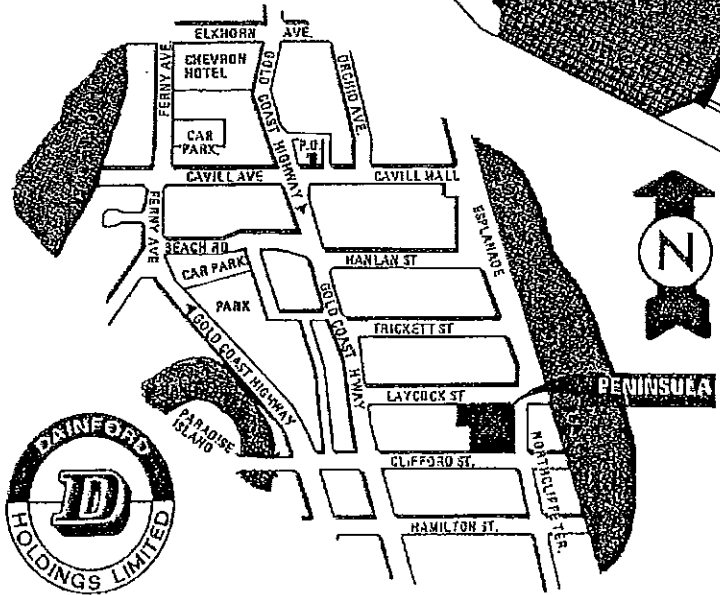 ELKHORN AVE.
FERNY AVE.
CHEVRON
HOTEL
GOLD COAST HIGHWAY
ORCHID AVE.
CAR
PARK
P.O.
CAVILL AVE
CAVILL MALL
FERNY AVE
ESPLANADE
N
BEACH RD
HANLAN ST
CAR PARK
PARK
GOLD COAST HWAY
GOLD COAST HIGHWAY
TRICKETT ST
PENINSULA
LAYCOCK ST
PARADISE
ISLAND
CLIFFORD ST.
NORTHCLIFFE TER.
HAMILTON ST.
DAINFORD
D
HOLDINGS LIMITED